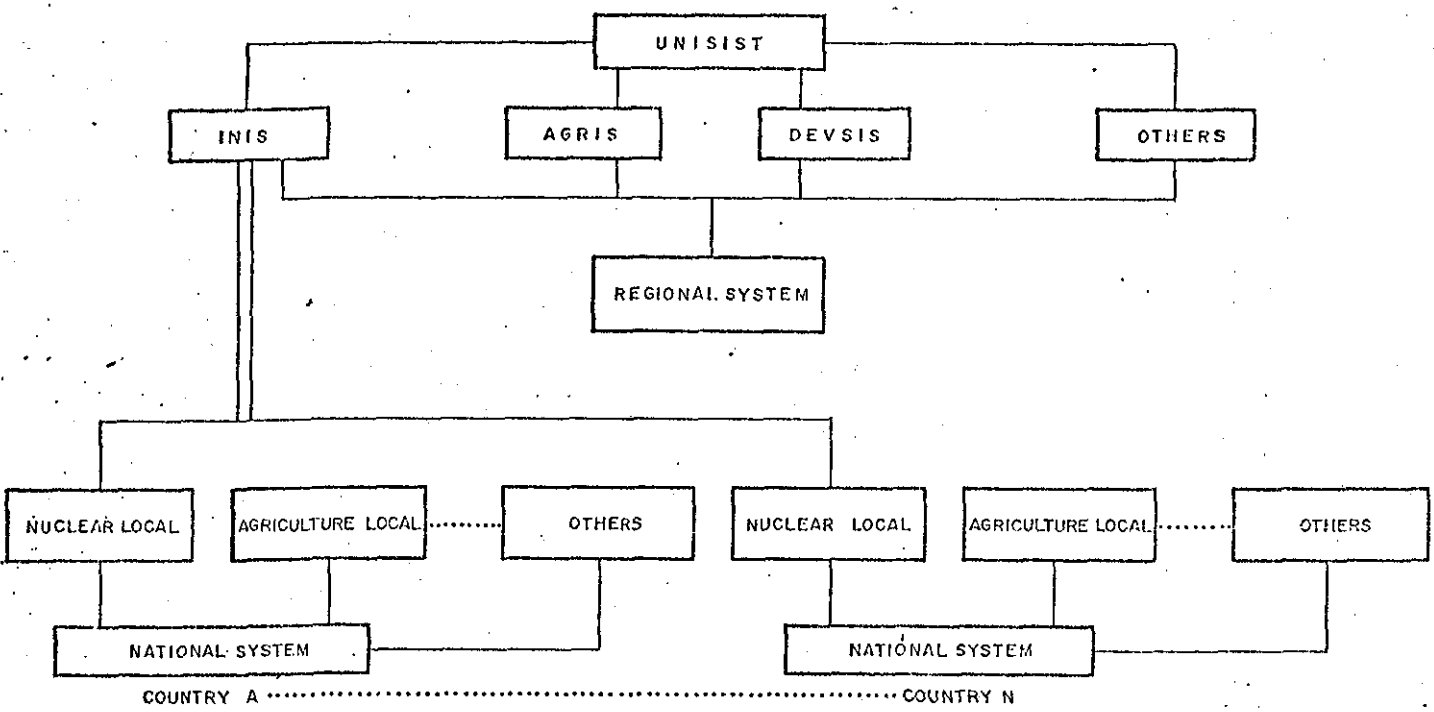 UNISIST
INIS
AGRIS
DEVSIS
OTHERS
REGIONAL SYSTEM
NUCLEAR LOCAL
AGRICULTURE LOCAL
OTHERS
NUCLEAR LOCAL
AGRICULTURE LOCAL
OTHERS
NATIONAL SYSTEM
NATIONAL SYSTEM
COUNTRY A
COUNTRY N